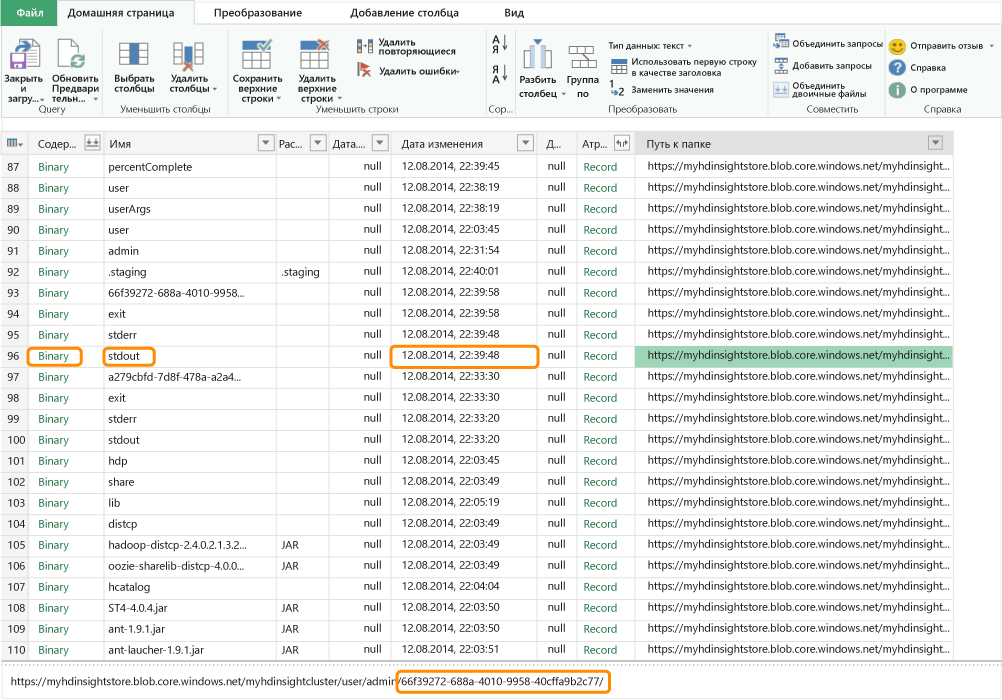 Файл Домашняя страница Преобразование Добавление столбца Вид
Закрыть и загру...
Обновить Предвари тельн...
Query
Выбрать столбцы
Удалить столбцы
Уменьшить столбцы
Сохранить верхние строки
Удалить верхние строки
Удалить повторяющиеся
Удалить ошибки
Уменьшить строки
А Я
Я А
Сор...
Разбить столбец
Группа по
Тип данных: текст
Использовать первую строку в качестве заголовка
1 2 Заменить значения
Преобразовать
Объединить запросы
Добавить запросы
Объединить двоичные файлы
Совместить
Отправить отзыв
Справка
О программе
Справка
Содер... Имя Рас... Дата... Дата изменения Д... Атр... Путь к папке
87 Binary percentComplete null 12.08.2014, 22:39:45 null Record https://myhdinsightstore.blob.core.windows.net/myhdinsight...
88 Binary user null 12.08.2014, 22:38:19 null Record https://myhdinsightstore.blob.core.windows.net/myhdinsight...
89 Binary userArgs null 12.08.2014, 22:38:19 null Record https://myhdinsightstore.blob.core.windows.net/myhdinsight...
90 Binary user null 12.08.2014, 22:03:45 null Record https://myhdinsightstore.blob.core.windows.net/myhdinsight...
91 Binary admin null 12.08.2014, 22:31:54 null Record https://myhdinsightstore.blob.core.windows.net/myhdinsight...
92 Binary .staging .staging null 12.08.2014, 22:40:01 null Record https://myhdinsightstore.blob.core.windows.net/myhdinsight...
93 Binary 66f39272-688a-4010-9958... null 12.08.2014, 22:39:58 null Record https://myhdinsightstore.blob.core.windows.net/myhdinsight...
94 Binary exit null 12.08.2014, 22:39:58 null Record https://myhdinsightstore.blob.core.windows.net/myhdinsight...
95 Binary stderr null 12.08.2014, 22:39:48 null Record https://myhdinsightstore.blob.core.windows.net/myhdinsight...
96 Binary stdout null 12.08.2014, 22:39:48 null Record https://myhdinsightstore.blob.core.windows.net/myhdinsight...
97 Binary a279cbfd-7d8f-478a-a2a4... null 12.08.2014, 22:33:30 null Record https://myhdinsightstore.blob.core.windows.net/myhdinsight...
98 Binary exit null 12.08.2014, 22:33:30 null Record https://myhdinsightstore.blob.core.windows.net/myhdinsight...
99 Binary stderr null 12.08.2014, 22:33:20 null Record https://myhdinsightstore.blob.core.windows.net/myhdinsight...
100 Binary stdout null 12.08.2014, 22:33:20 null Record https://myhdinsightstore.blob.core.windows.net/myhdinsight...
101 Binary hdp null 12.08.2014, 22:03:45 null Record https://myhdinsightstore.blob.core.windows.net/myhdinsight...
102 Binary share null 12.08.2014, 22:03:49 null Record https://myhdinsightstore.blob.core.windows.net/myhdinsight...
103 Binary lib null 12.08.2014, 22:05:19 null Record https://myhdinsightstore.blob.core.windows.net/myhdinsight...
104 Binary distcp null 12.08.2014, 22:03:49 null Record https://myhdinsightstore.blob.core.windows.net/myhdinsight...
105 Binary hadoop-distcp-2.4.0.2.1.3.2... JAR null 12.08.2014, 22:03:49 null Record https://myhdinsightstore.blob.core.windows.net/myhdinsight...
106 Binary oozie-sharelib-distcp-4.0.0... JAR null 12.08.2014, 22:03:49 null Record https://myhdinsightstore.blob.core.windows.net/myhdinsight...
107 Binary hcatalog null 12.08.2014, 22:04:04 null Record https://myhdinsightstore.blob.core.windows.net/myhdinsight...
108 Binary ST4-4.0.4.jar JAR null 12.08.2014, 22:03:50 null Record https://myhdinsightstore.blob.core.windows.net/myhdinsight...
109 Binary ant-1.9.1.jar JAR null 12.08.2014, 22:03:50 null Record https://myhdinsightstore.blob.core.windows.net/myhdinsight...
110 Binary ant-laucher-1.9.1.jar JAR null 12.08.2014, 22:03:51 null Record https://myhdinsightstore.blob.core.windows.net/myhdinsight...
https://myhdinsightstore.blob.core.windows.net/myhdinsightcluster/user/admin/66f39272-688a-4010-9958-40cffa9b2c77/